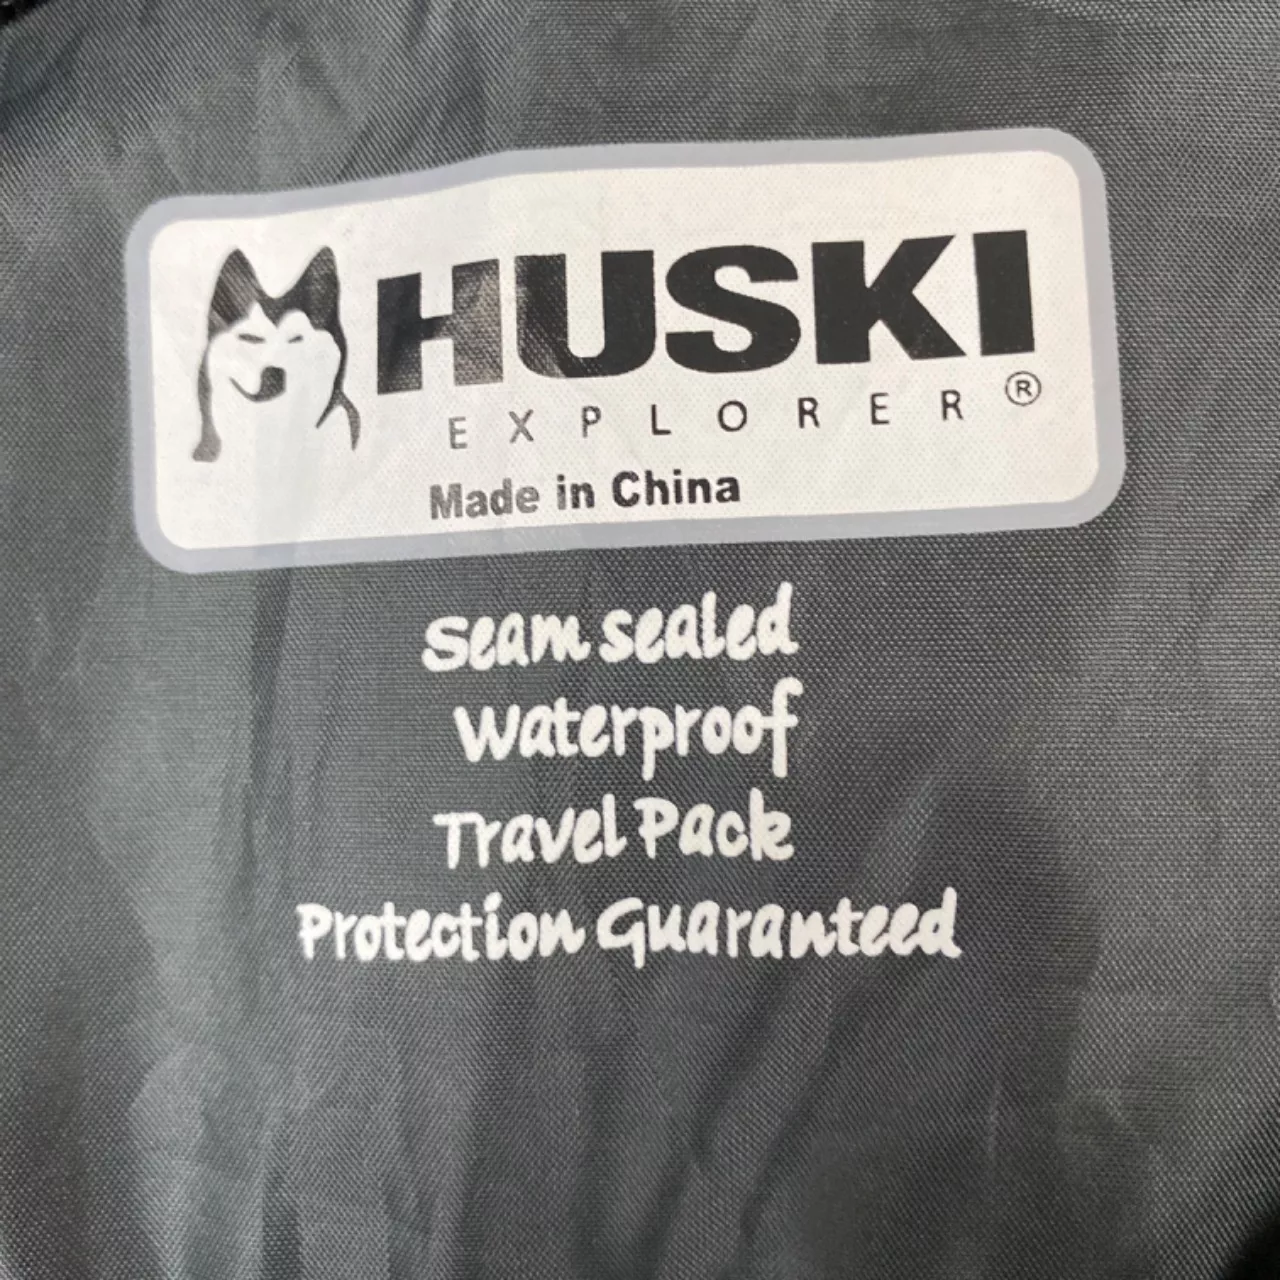 HUSKI
EXPLORER ®
Made in China
Seam sealed
Waterproof
Travel Pack
Protection Guaranteed